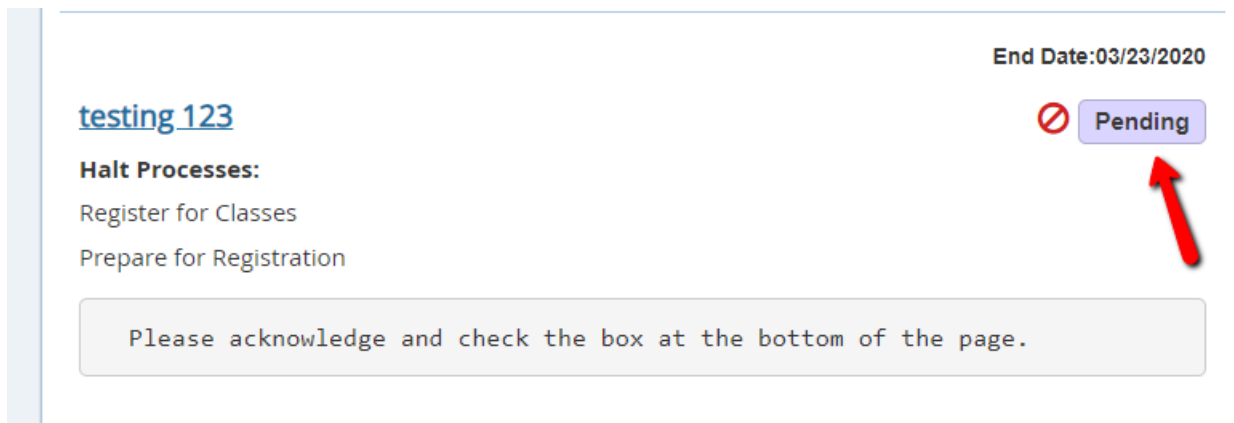 End Date:03/23/2020
testing 123
Pending
Halt Processes:
Register for Classes
Prepare for Registration
Please acknowledge and check the box at the bottom of the page.